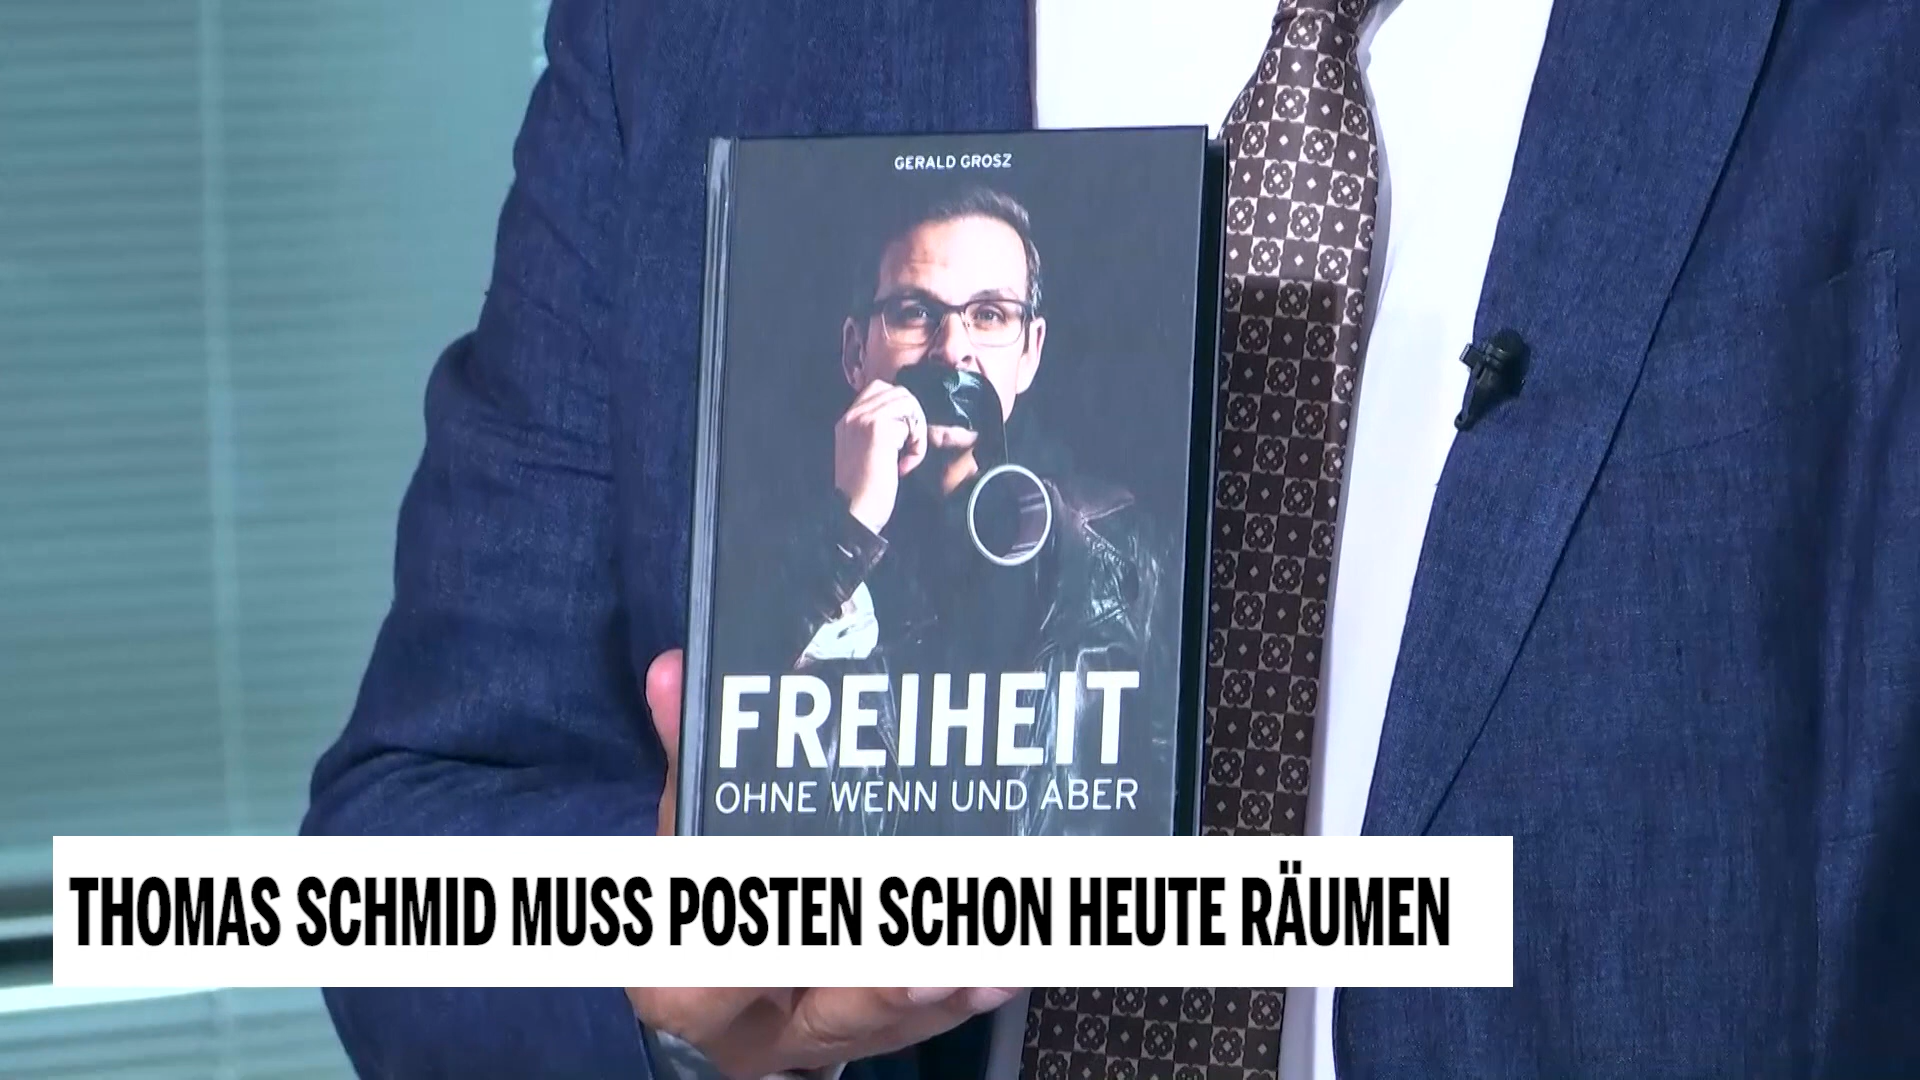 GERALD GROSZ
FREIHEIT
OHNE WENN UND ABER
THOMAS SCHMID MUSS POSTEN SCHON HEUTE RÄUMEN